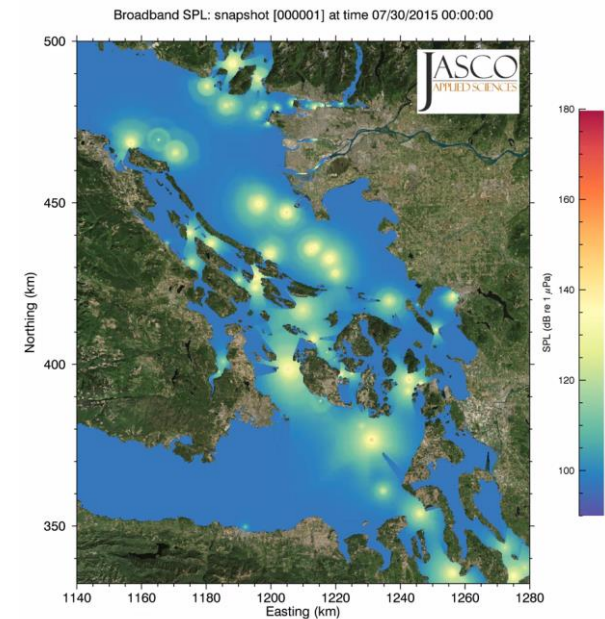 Broadband SPL: snapshot [000001] at time 07/30/2015 00:00:00
JASCO
APPLIED SCIENCES
500
450
400
350
Northing (km)
1140 1160 1180 1200 1220 1240 1260 1280
Easting (km)
180
160
140
120
100
SPL (dB re 1 μPa)